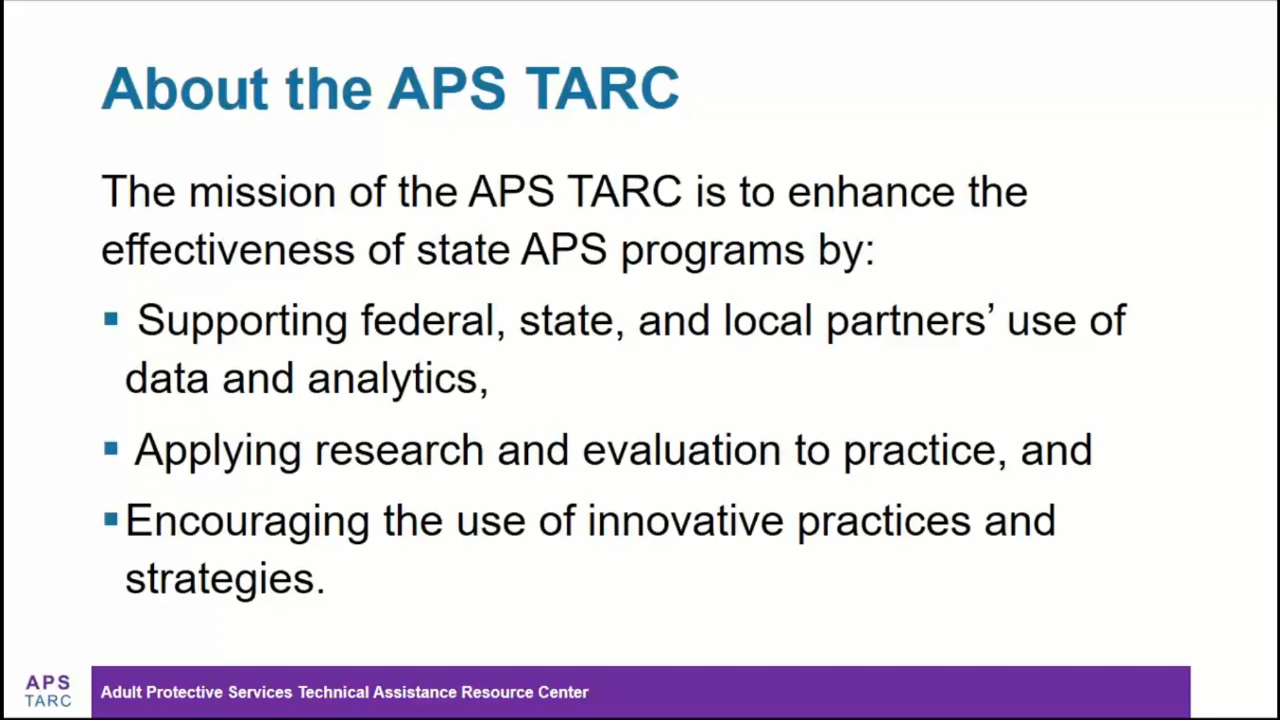 About the APS TARC
The mission of the APS TARC is to enhance the
effectiveness of state APS programs by:
▪ Supporting federal, state, and local partners’ use of
data and analytics,
▪ Applying research and evaluation to practice, and
▪Encouraging the use of innovative practices and
strategies.
APS
TARC
Adult Protective Services Technical Assistance Resource Center